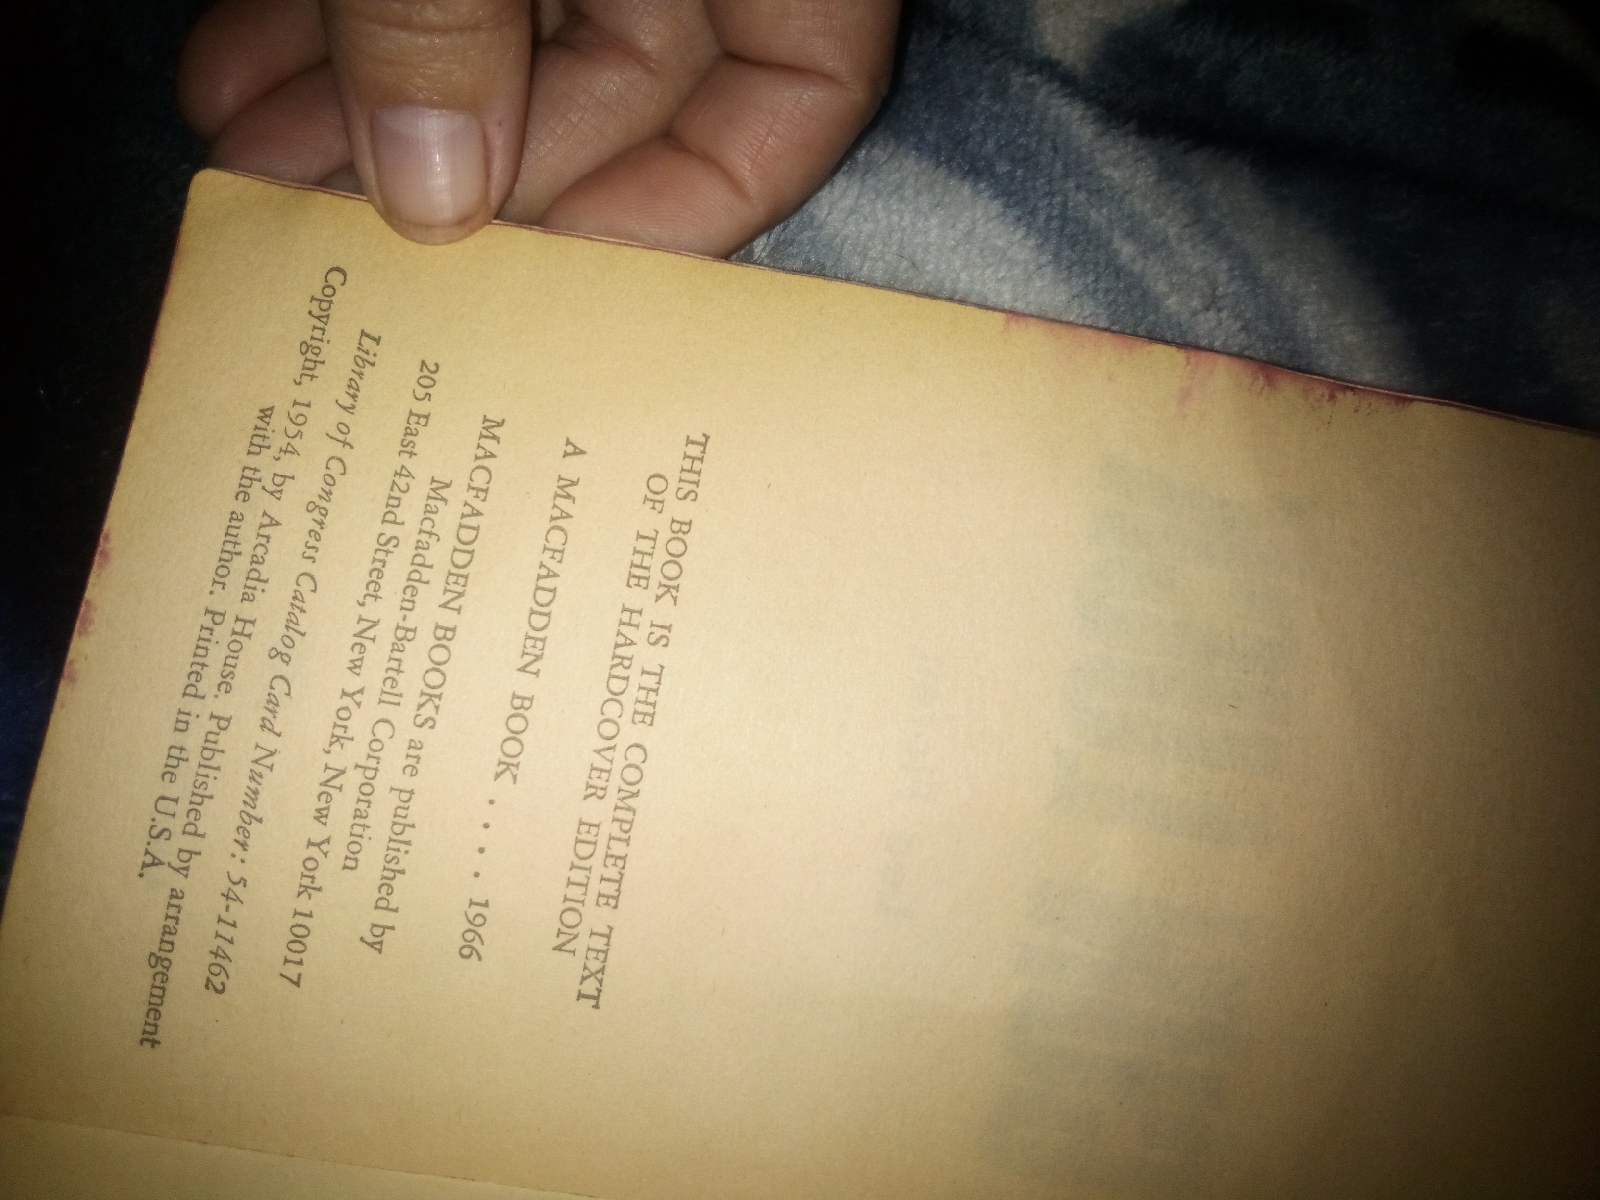 THIS BOOK IS THE COMPLETE TEXT
OF THE HARDCOVER EDITION
A MACFADDEN BOOK . . . . 1966
MACFADDEN BOOKS are published by
Macfadden-Bartell Corporation
205 East 42nd Street, New York, New York 10017
Library of Congress Catalog Card Number: 54-11462
Copyright, 1954, by Arcadia House. Published by arrangement
with the author. Printed in the U.S.A.